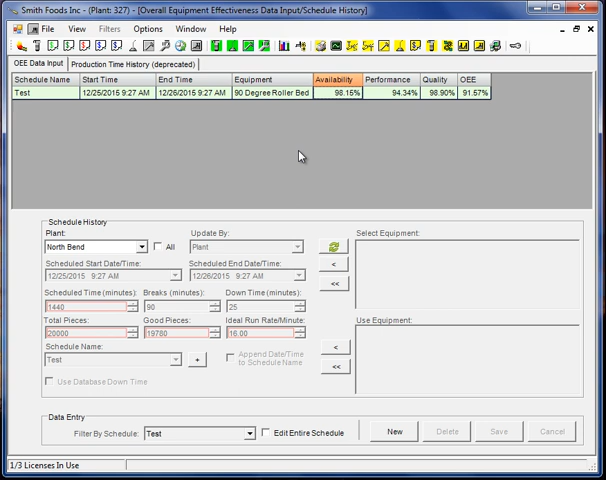 Smith Foods Inc - (Plant: 327) - [Overall Equipment Effectiveness Data Input/Schedule History]
File View Filters Options Window Help
OEE Data Input Production Time History (deprecated)
Schedule Name Start Time End Time Equipment Availability Performance Quality OEE
Test 12/25/2015 9:27 AM 12/26/2015 9:27 AM 90 Degree Roller Bed 98.15% 94.34% 98.90% 91.57%
Schedule History
Plant: Update By: Select Equipment:
North Bend All Plant
Scheduled Start Date/Time: Scheduled End Date/Time: <
12/25/2015 9:27 AM 12/26/2015 9:27 AM <<
Scheduled Time (minutes): Breaks (minutes): Down Time (minutes):
1440 90 25
Total Pieces: Good Pieces: Ideal Run Rate/Minute: Use Equipment:
20000 19780 16.00
Schedule Name: <
Test + Append Date/Time to Schedule Name <<
Use Database Down Time
Data Entry
Filter By Schedule: Test Edit Entire Schedule New Delete Save Cancel
1/3 Licenses In Use